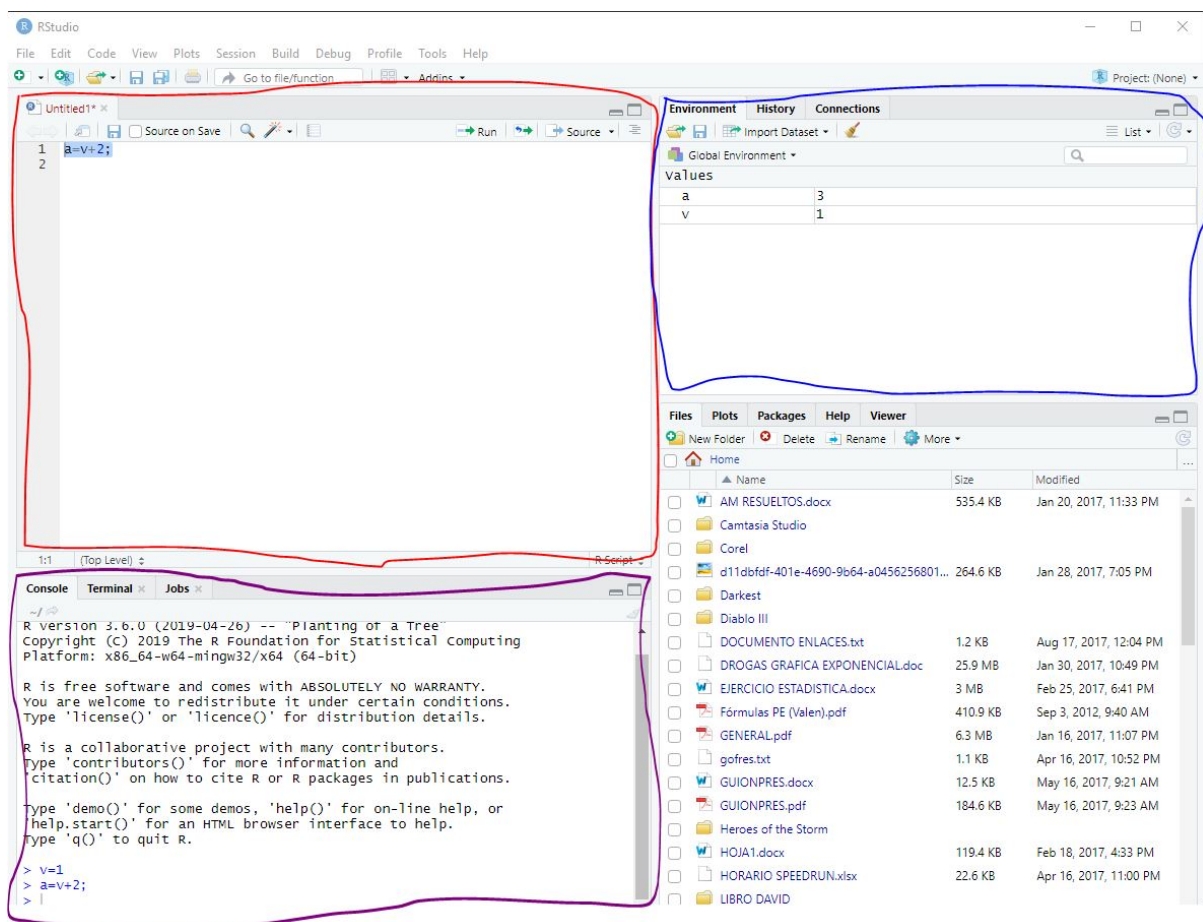 RStudio
File Edit Code View Plots Session Build Debug Profile Tools Help
Go to file/function Addins Project: (None)
Untitled1*
Source on Save Run Source
1 a=v+2;
2
1:1 (Top Level) R Script
Console Terminal Jobs
~/
R version 3.6.0 (2019-04-26) -- "Planting of a Tree"
Copyright (C) 2019 The R Foundation for Statistical Computing
Platform: x86_64-w64-mingw32/x64 (64-bit)
R is free software and comes with ABSOLUTELY NO WARRANTY.
You are welcome to redistribute it under certain conditions.
Type 'license()' or 'licence()' for distribution details.
R is a collaborative project with many contributors.
Type 'contributors()' for more information and
'citation()' on how to cite R or R packages in publications.
Type 'demo()' for some demos, 'help()' for on-line help, or
'help.start()' for an HTML browser interface to help.
Type 'q()' to quit R.
> v=1
> a=v+2;
>
Environment History Connections
Import Dataset List
Global Environment
Values
a 3
v 1
Files Plots Packages Help Viewer
New Folder Delete Rename More
Home ...
Name Size Modified
AM RESUELTOS.docx 535.4 KB Jan 20, 2017, 11:33 PM
Camtasia Studio
Corel
d11dbfdf-401e-4690-9b64-a0456256801... 264.6 KB Jan 28, 2017, 7:05 PM
Darkest
Diablo III
DOCUMENTO ENLACES.txt 1.2 KB Aug 17, 2017, 12:04 PM
DROGAS GRAFICA EXPONENCIAL.doc 25.9 MB Jan 30, 2017, 10:49 PM
EJERCICIO ESTADISTICA.docx 3 MB Feb 25, 2017, 6:41 PM
Fórmulas PE (Valen).pdf 410.9 KB Sep 3, 2012, 9:40 AM
GENERAL.pdf 6.3 MB Jan 16, 2017, 11:07 PM
gofres.txt 1.1 KB Apr 16, 2017, 10:52 PM
GUIONPRES.docx 12.5 KB May 16, 2017, 9:21 AM
GUIONPRES.pdf 184.6 KB May 16, 2017, 9:23 AM
Heroes of the Storm
HOJA1.docx 119.4 KB Feb 18, 2017, 4:33 PM
HORARIO SPEEDRUN.xlsx 22.6 KB Apr 16, 2017, 11:00 PM
LIBRO DAVID